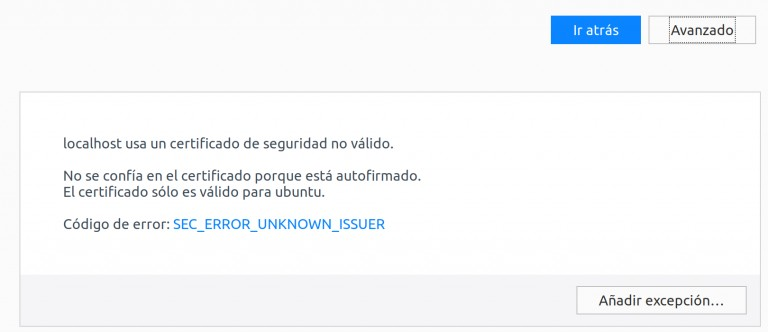 Ir atrás
Avanzado
localhost usa un certificado de seguridad no válido.
No se confía en el certificado porque está autofirmado.
El certificado sólo es válido para ubuntu.
Código de error: SEC_ERROR_UNKNOWN_ISSUER
Añadir excepción...